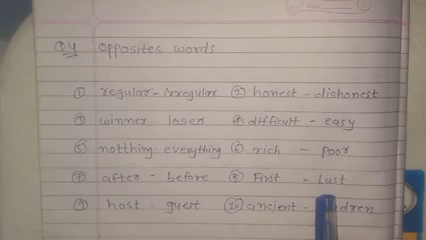 Q4 Opposites words
① regular - irregular ② honest - dishonest
③ winner - loser ④ difficult - easy
⑤ notthing - everything ⑥ rich - poor
⑦ after - before ⑧ First - Last
⑨ host - guest ⑩ ancient -